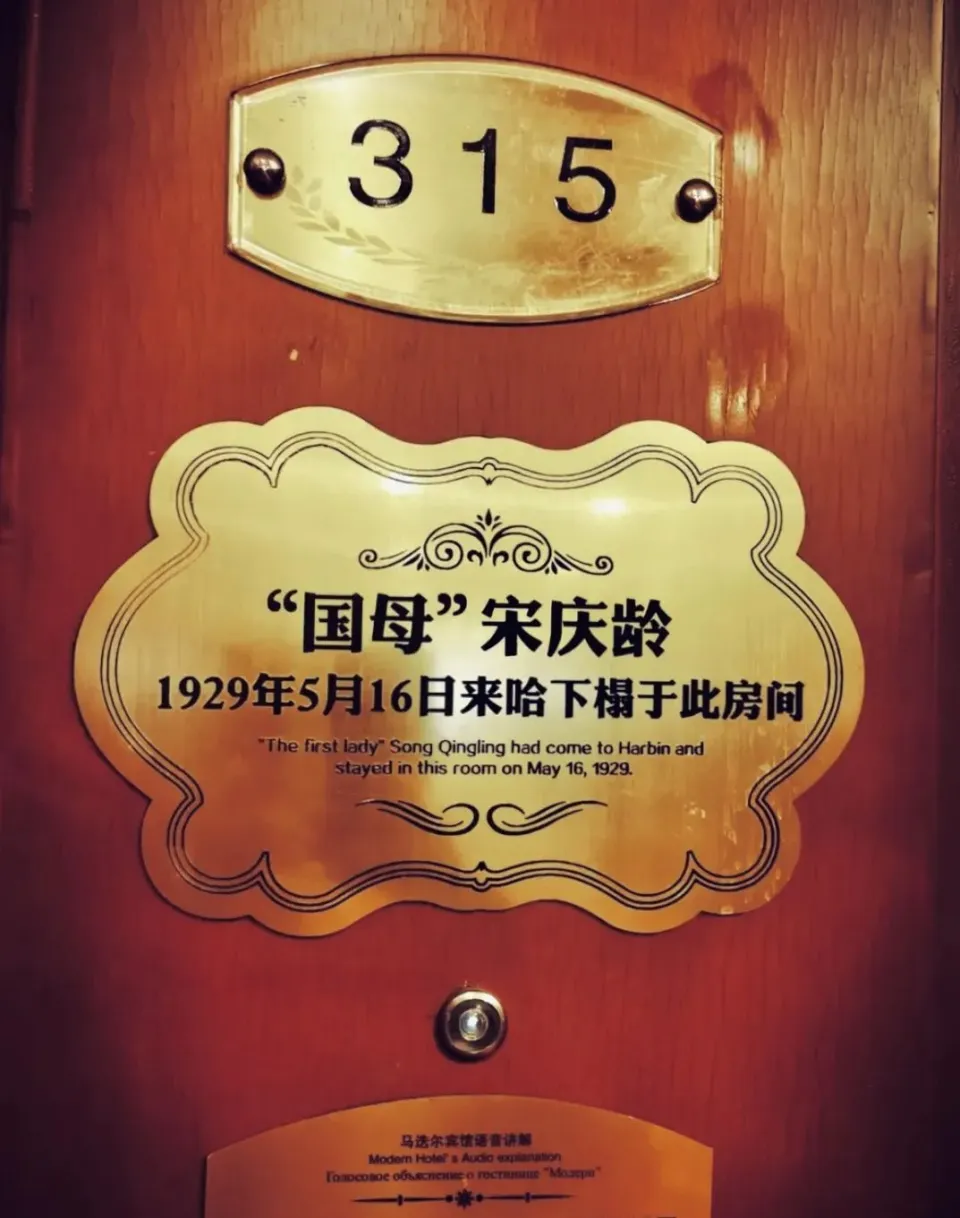 315
“国母”宋庆龄
1929年5月16日来哈下榻于此房间
"The first lady" Song Qingling had come to Harbin and
stayed in this room on May 16, 1929.
马迭尔宾馆语音讲解
Modern Hotel's Audio explanation
Голосовое объяснение о гостинице "Модерн"